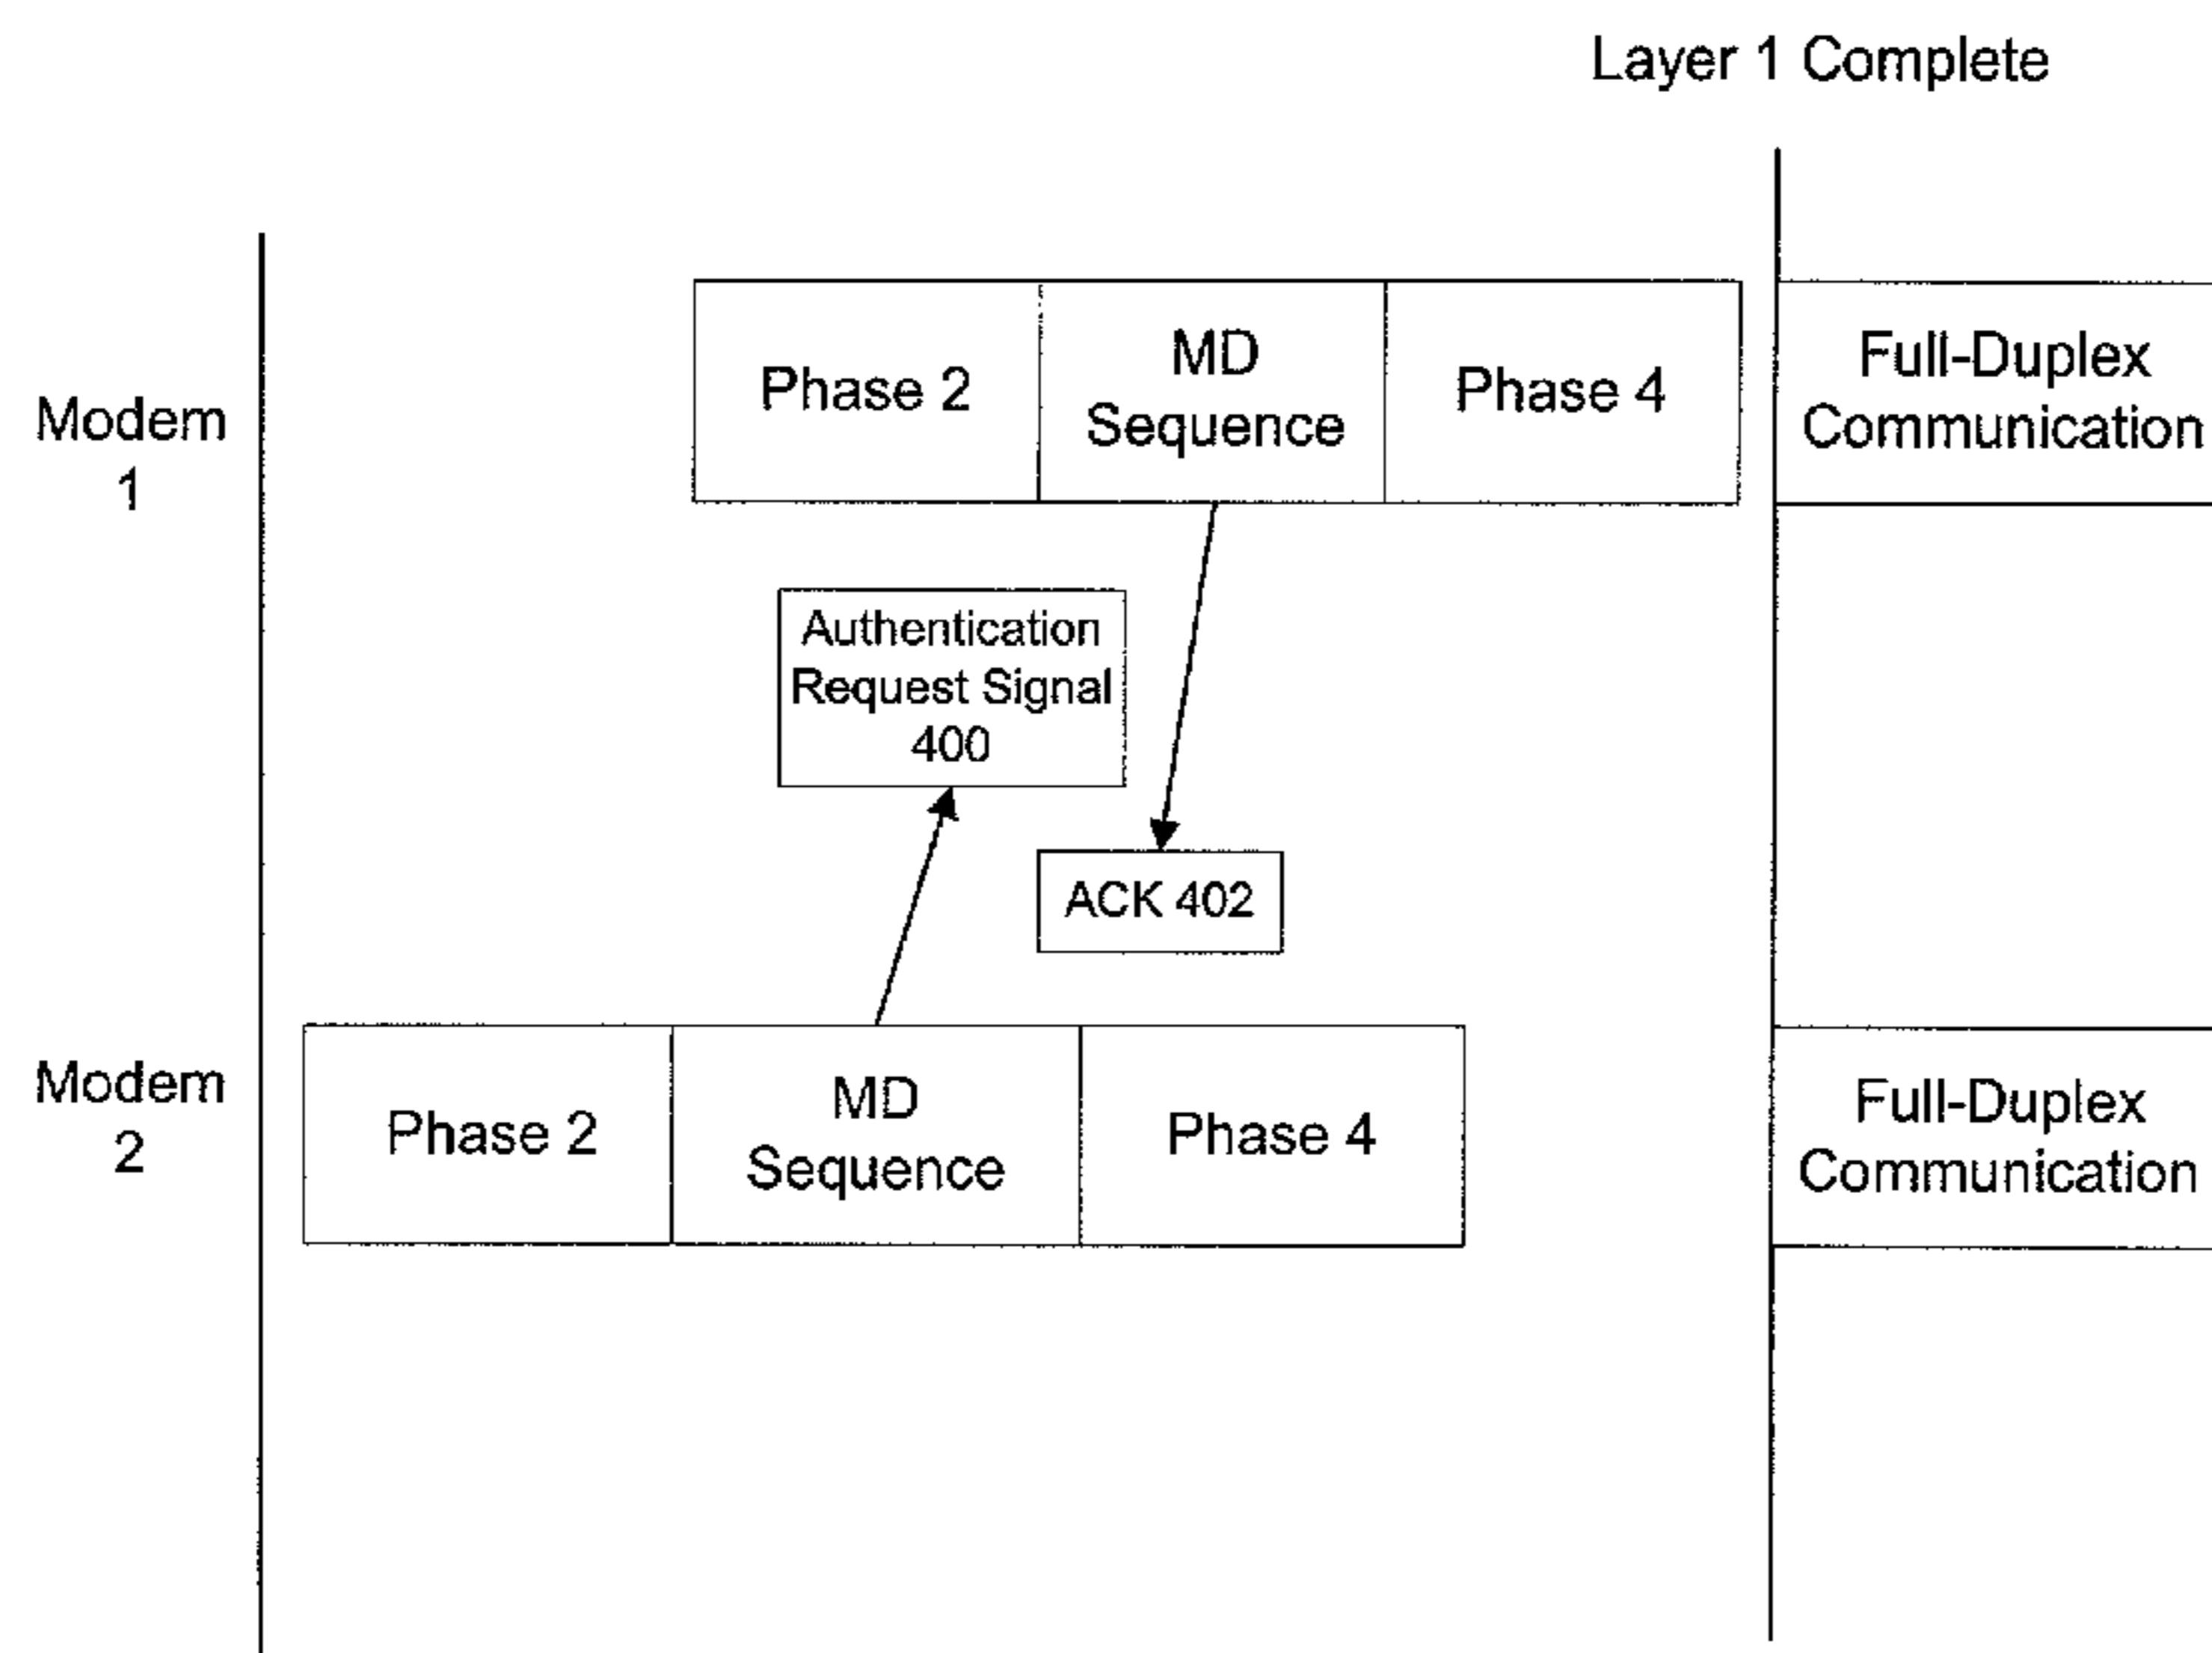 Layer 1 Complete
Modem
1
Phase 2
MD
Sequence
Phase 4
Full-Duplex
Communication
Authentication
Request Signal
400
ACK 402
Modem
2
Phase 2
MD
Sequence
Phase 4
Full-Duplex
Communication